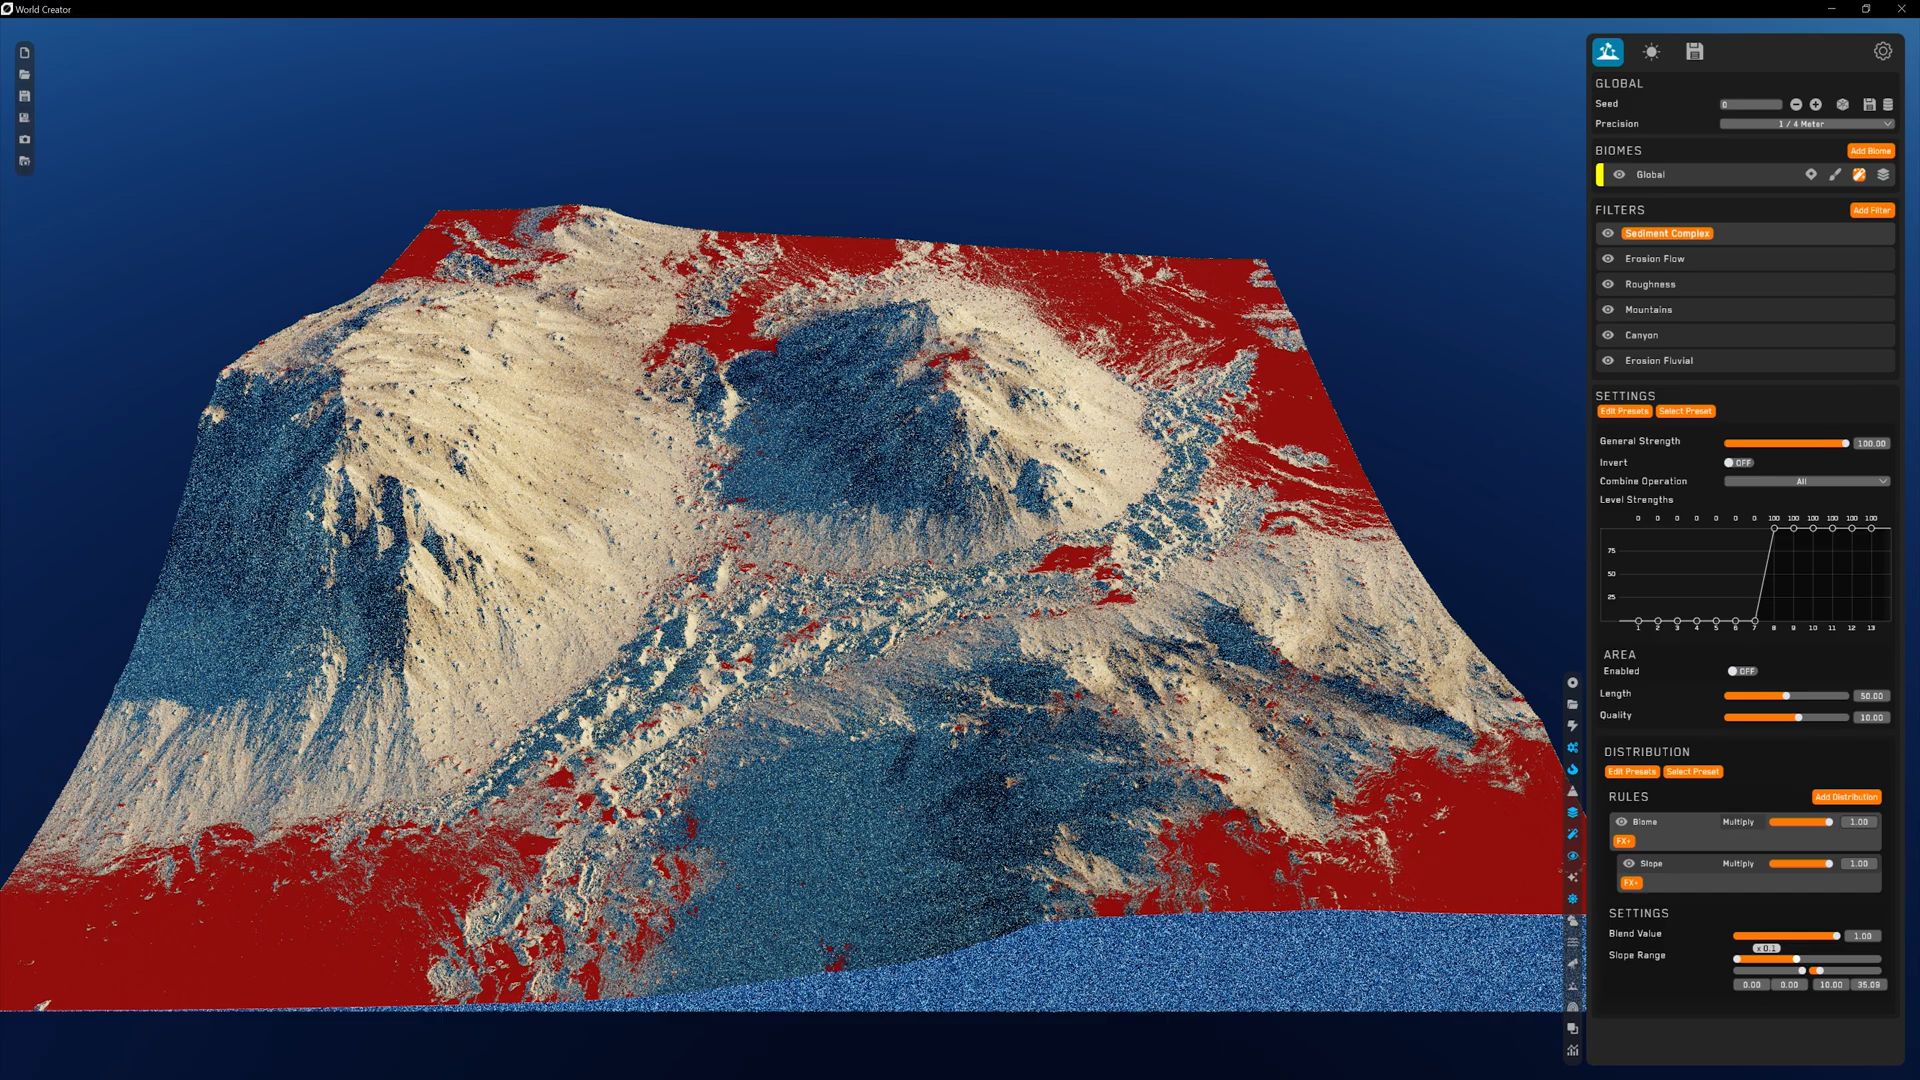 World Creator
GLOBAL
Seed 0
Precision 1 / 4 Meter
BIOMES Add Biome
Global
FILTERS Add Filter
Sediment Complex
Erosion Flow
Roughness
Mountains
Canyon
Erosion Fluvial
SETTINGS
Edit Presets Select Preset
General Strength 100.00
Invert OFF
Combine Operation All
Level Strengths
0 0 0 0 0 0 0 100 100 100 100 100 100
75
50
25
1 2 3 4 5 6 7 8 9 10 11 12 13
AREA
Enabled OFF
Length 50.00
Quality 10.00
DISTRIBUTION
Edit Presets Select Preset
RULES Add Distribution
Biome Multiply 1.00
FX+
Slope Multiply 1.00
FX+
SETTINGS
Blend Value 1.00
x 0.1
Slope Range
0.00 0.00 10.00 35.09